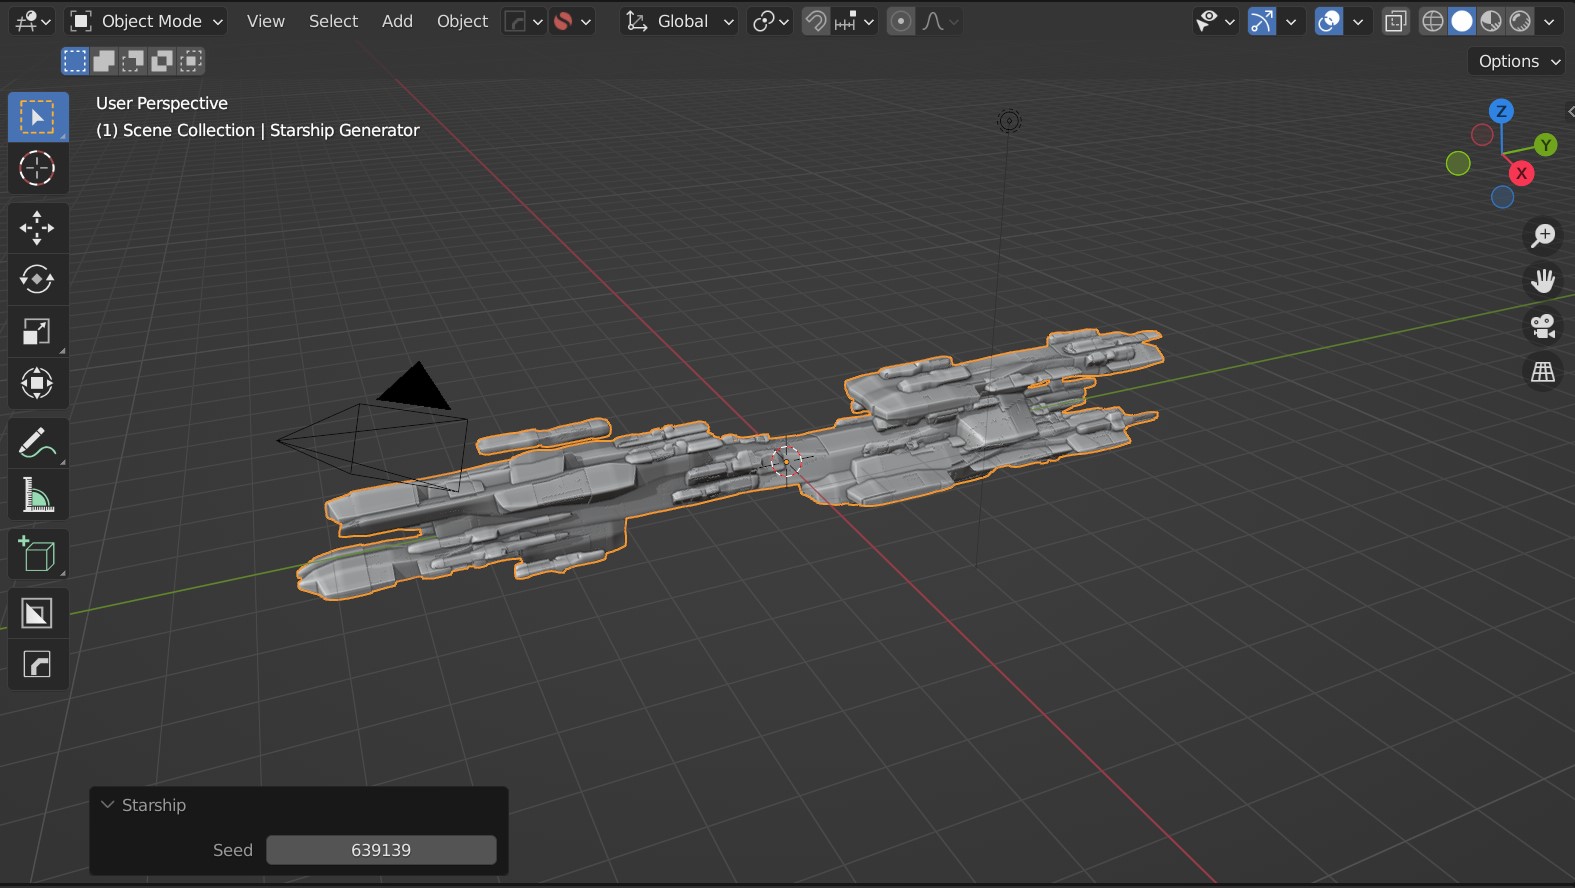 Object Mode View Select Add Object Global
Options
User Perspective
(1) Scene Collection | Starship Generator
Z
Y
X
Starship
Seed 639139